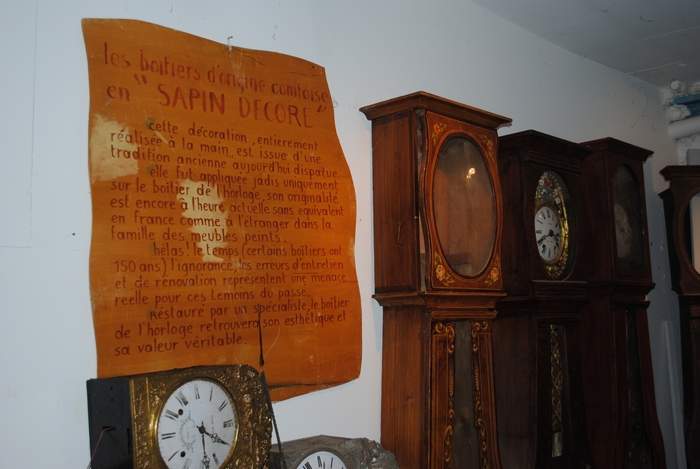 les boîtiers d'origine comtoise
en "SAPIN DECORE"
cette décoration, entièrement
réalisée à la main, est issue d'une
tradition ancienne aujourd'hui disparue.
elle fut appliquée jadis uniquement
sur le boîtier de l'horloge, son originalité
est encore à l'heure actuelle sans équivalent
en france comme à l'étranger dans la
famille des meubles peints.
hélas! le temps (certains boîtiers ont
150 ans) l'ignorance, les erreurs d'entretien
et de rénovation représentent une menace
reelle pour ces temoins du passe.
Réstauré par un spécialiste, le boîtier
de l'horloge retrouvera son esthétique et
sa valeur véritable.